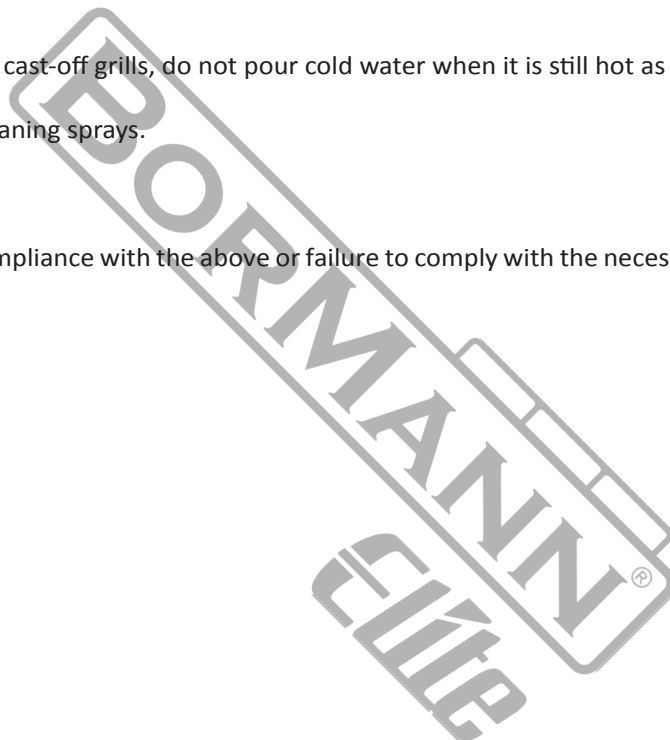 cast-off grills, do not pour cold water when it is still hot as
aning sprays.
mpliance with the above or failure to comply with the neces
BORMANN®
Elite